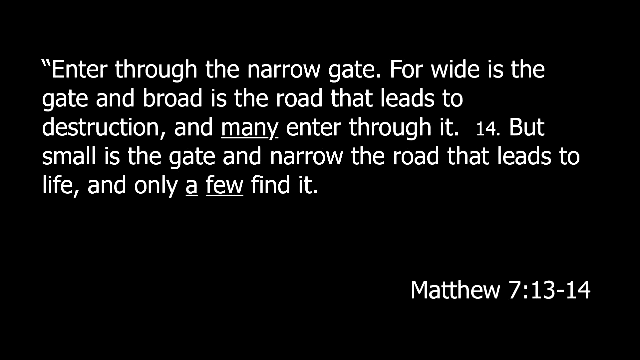 “Enter through the narrow gate. For wide is the
gate and broad is the road that leads to
destruction, and many enter through it. 14. But
small is the gate and narrow the road that leads to
life, and only a few find it.
Matthew 7:13-14